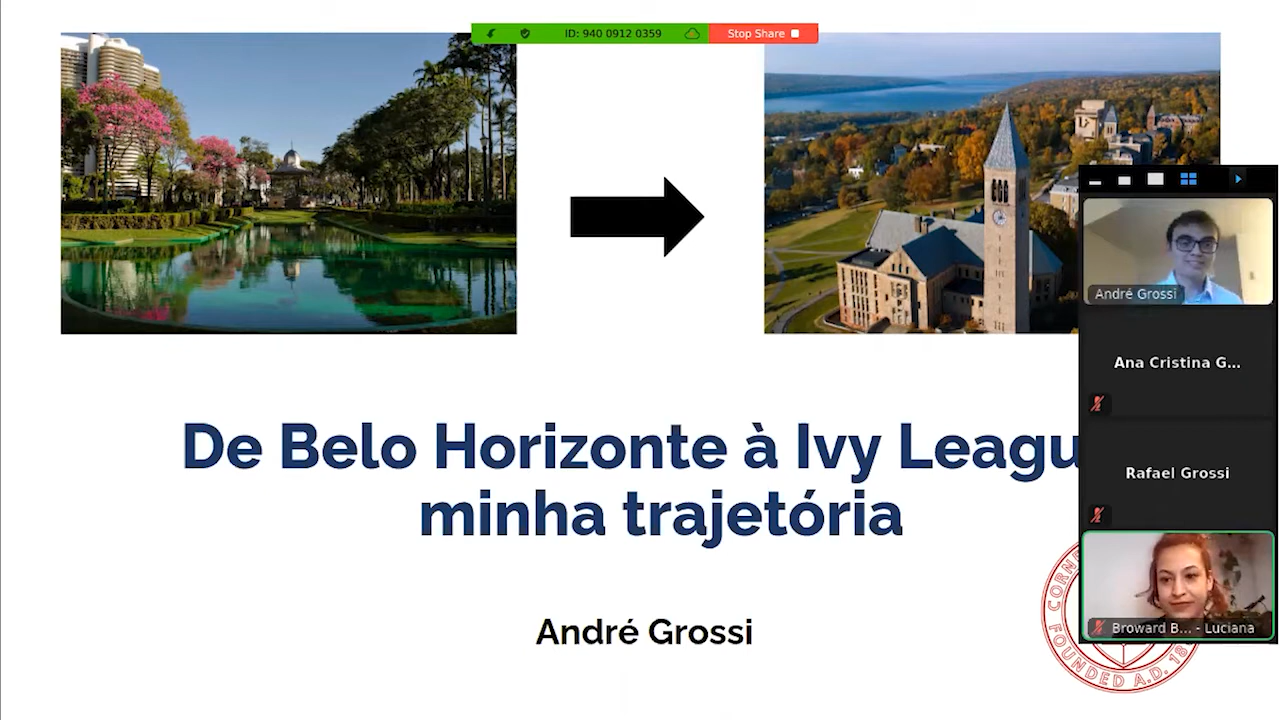 ID: 940 0912 0359
Stop Share
André Grossi
Ana Cristina G...
Rafael Grossi
Broward B... - Luciana
De Belo Horizonte à Ivy Leagu
minha trajetória
André Grossi
CORN
FOUNDED A.D. 18